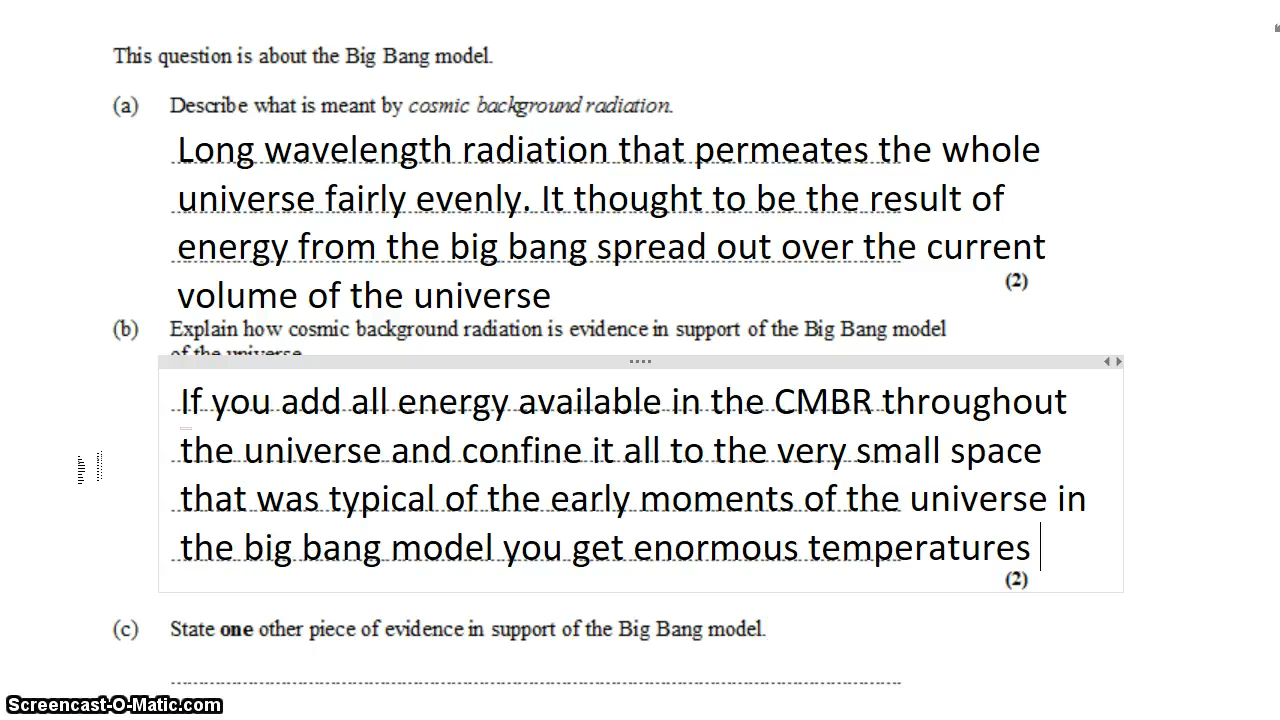 This question is about the Big Bang model.
(a) Describe what is meant by cosmic background radiation.
Long wavelength radiation that permeates the whole
universe fairly evenly. It thought to be the result of
energy from the big bang spread out over the current
(2)
volume of the universe
(b) Explain how cosmic background radiation is evidence in support of the Big Bang model
of the universe.
If you add all energy available in the CMBR throughout
the universe and confine it all to the very small space
that was typical of the early moments of the universe in
the big bang model you get enormous temperatures
(2)
(c) State one other piece of evidence in support of the Big Bang model.
Screencast-O-Matic.com